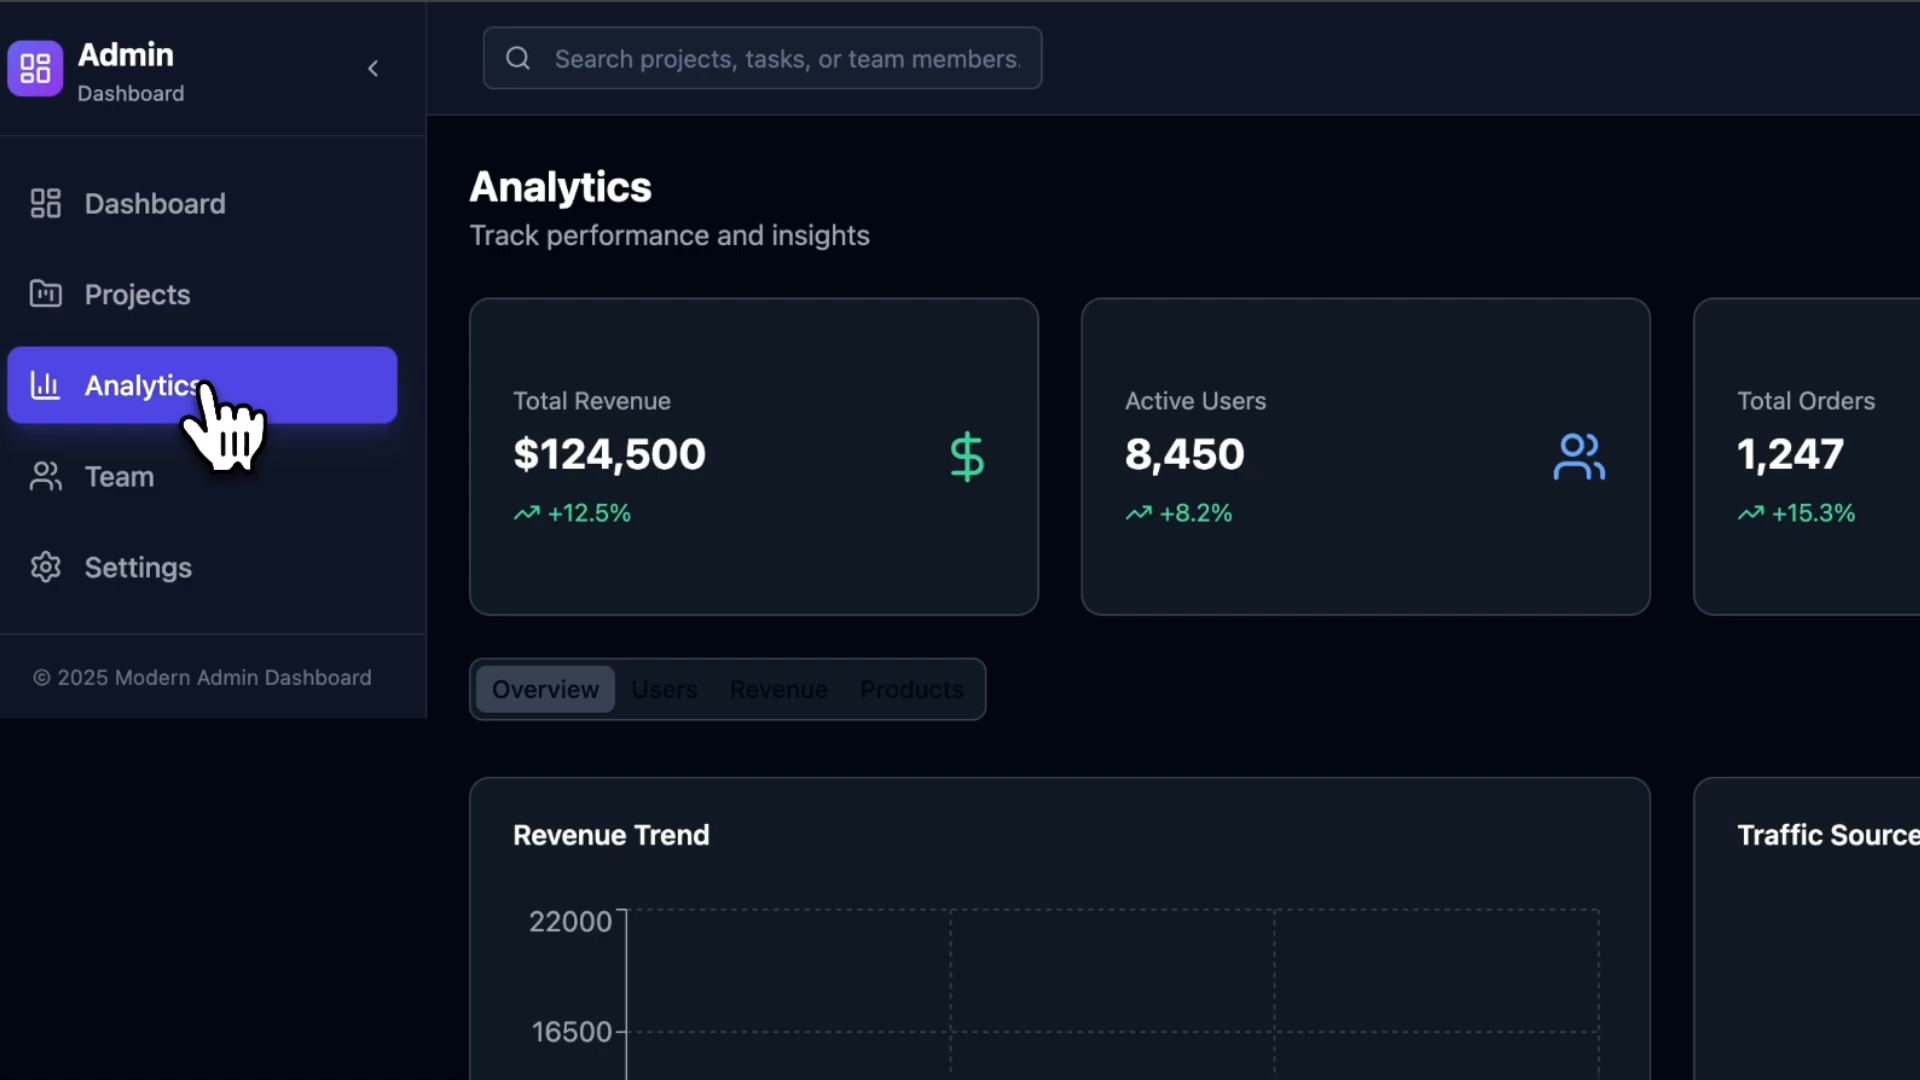 Admin
Dashboard
Search projects, tasks, or team members.
Dashboard
Projects
Analytics
Team
Settings
© 2025 Modern Admin Dashboard
Analytics
Track performance and insights
Total Revenue
$124,500
+12.5%
Active Users
8,450
+8.2%
Total Orders
1,247
+15.3%
Overview Users Revenue Products
Revenue Trend
22000
16500
Traffic Source